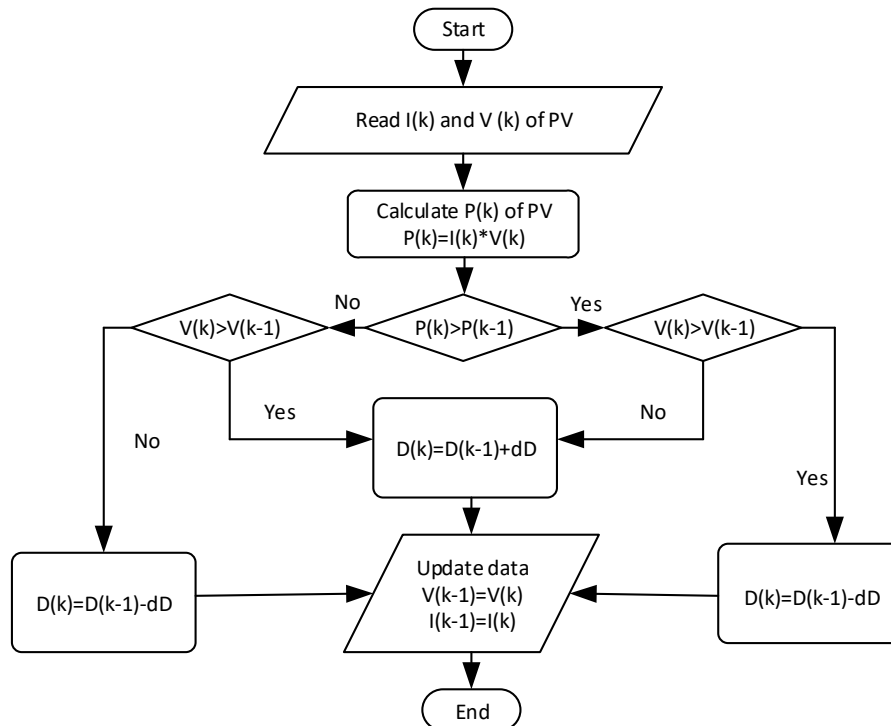 Start
Read I(k) and V (k) of PV
Calculate P(k) of PV
P(k)=I(k)*V(k)
No
Yes
V(k)>V(k-1)
P(k)>P(k-1)
V(k)>V(k-1)
Yes
No
No
D(k)=D(k-1)+dD
Yes
D(k)=D(k-1)-dD
Update data
V(k-1)=V(k)
I(k-1)=I(k)
D(k)=D(k-1)-dD
End